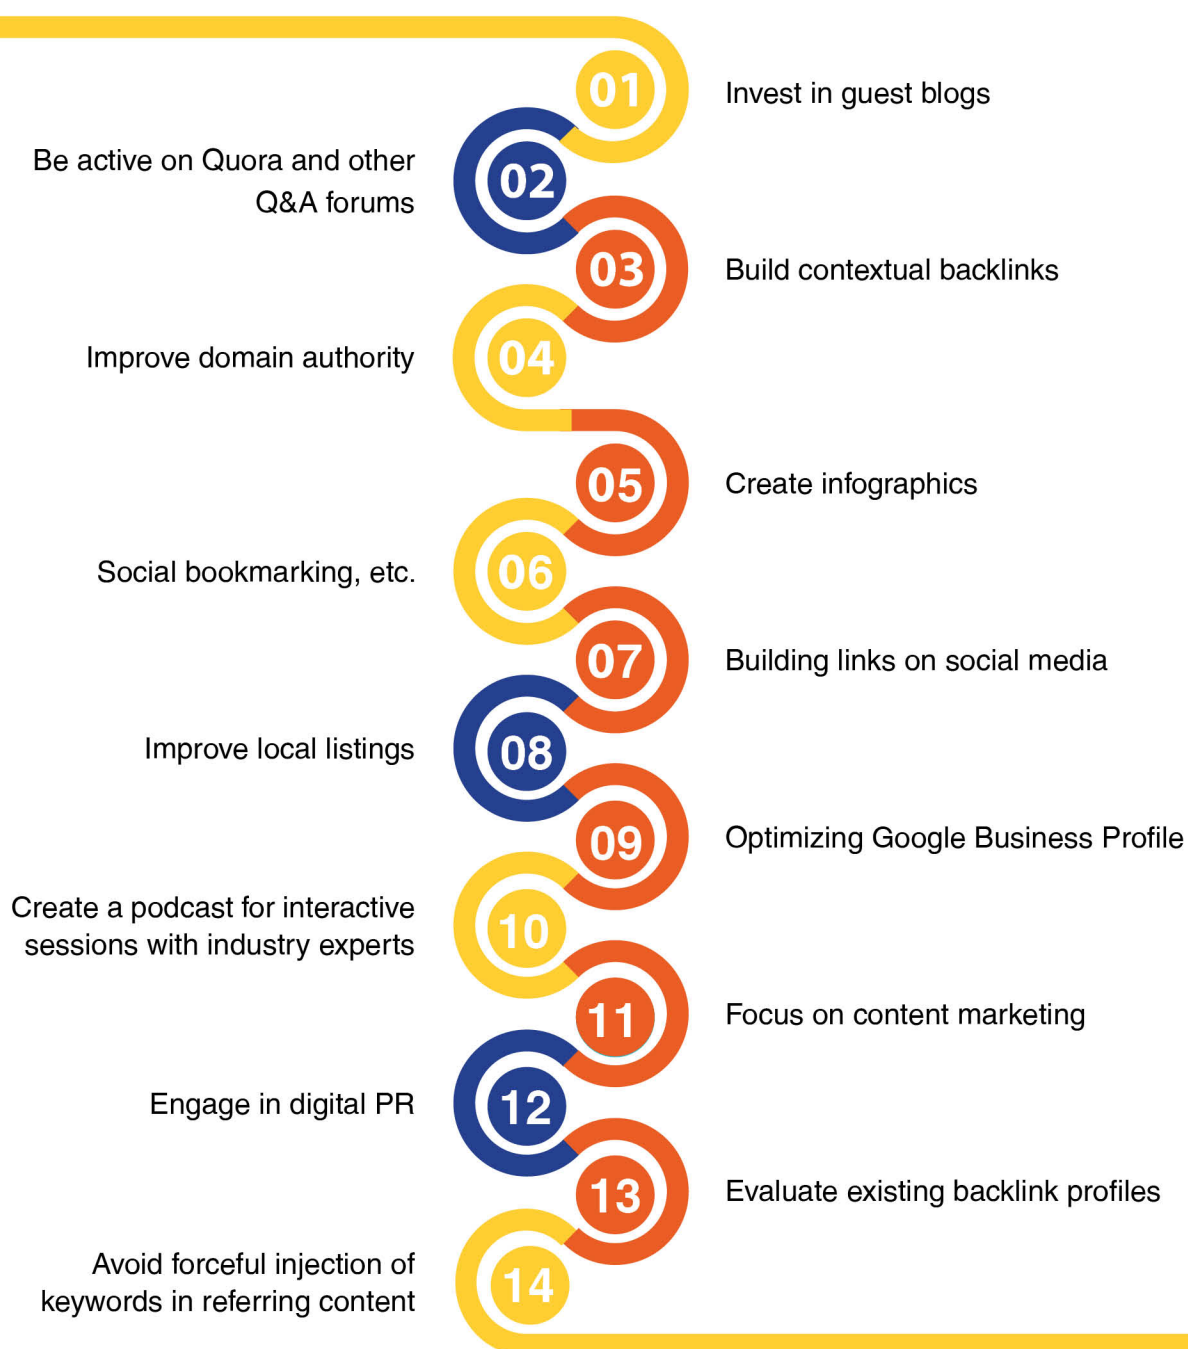 01
Invest in guest blogs
02
Be active on Quora and other
Q&A forums
03
Build contextual backlinks
04
Improve domain authority
05
Create infographics
06
Social bookmarking, etc.
07
Building links on social media
08
Improve local listings
09
Optimizing Google Business Profile
10
Create a podcast for interactive
sessions with industry experts
11
Focus on content marketing
12
Engage in digital PR
13
Evaluate existing backlink profiles
14
Avoid forceful injection of
keywords in referring content